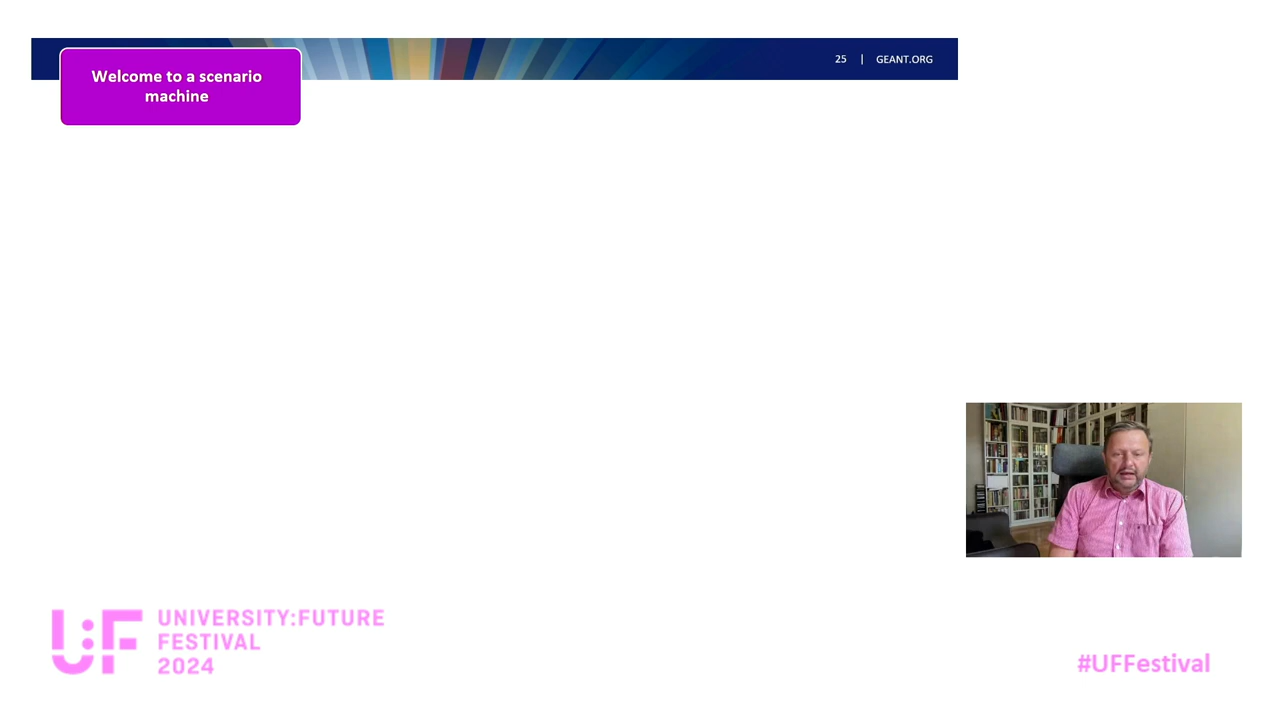 Welcome to a scenario
machine
25 | GEANT.ORG
U:F UNIVERSITY:FUTURE
FESTIVAL
2024
#UFFestival